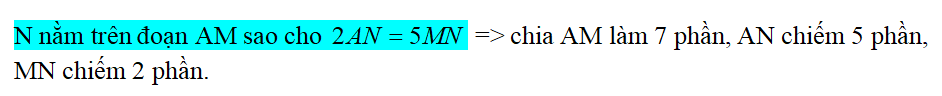 N nằm trên đoạn AM sao cho 2AN = 5MN => chia AM làm 7 phần, AN chiếm 5 phần,
MN chiếm 2 phần.